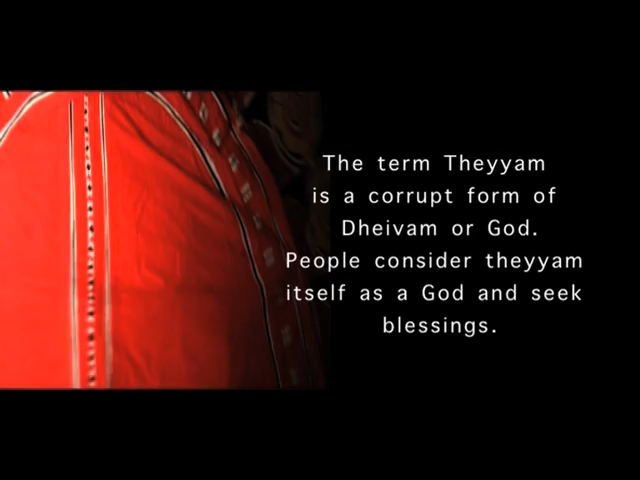 The term Theyyam
is a corrupt form of
Dheivam or God.
People consider theyyam
itself as a God and seek
blessings.